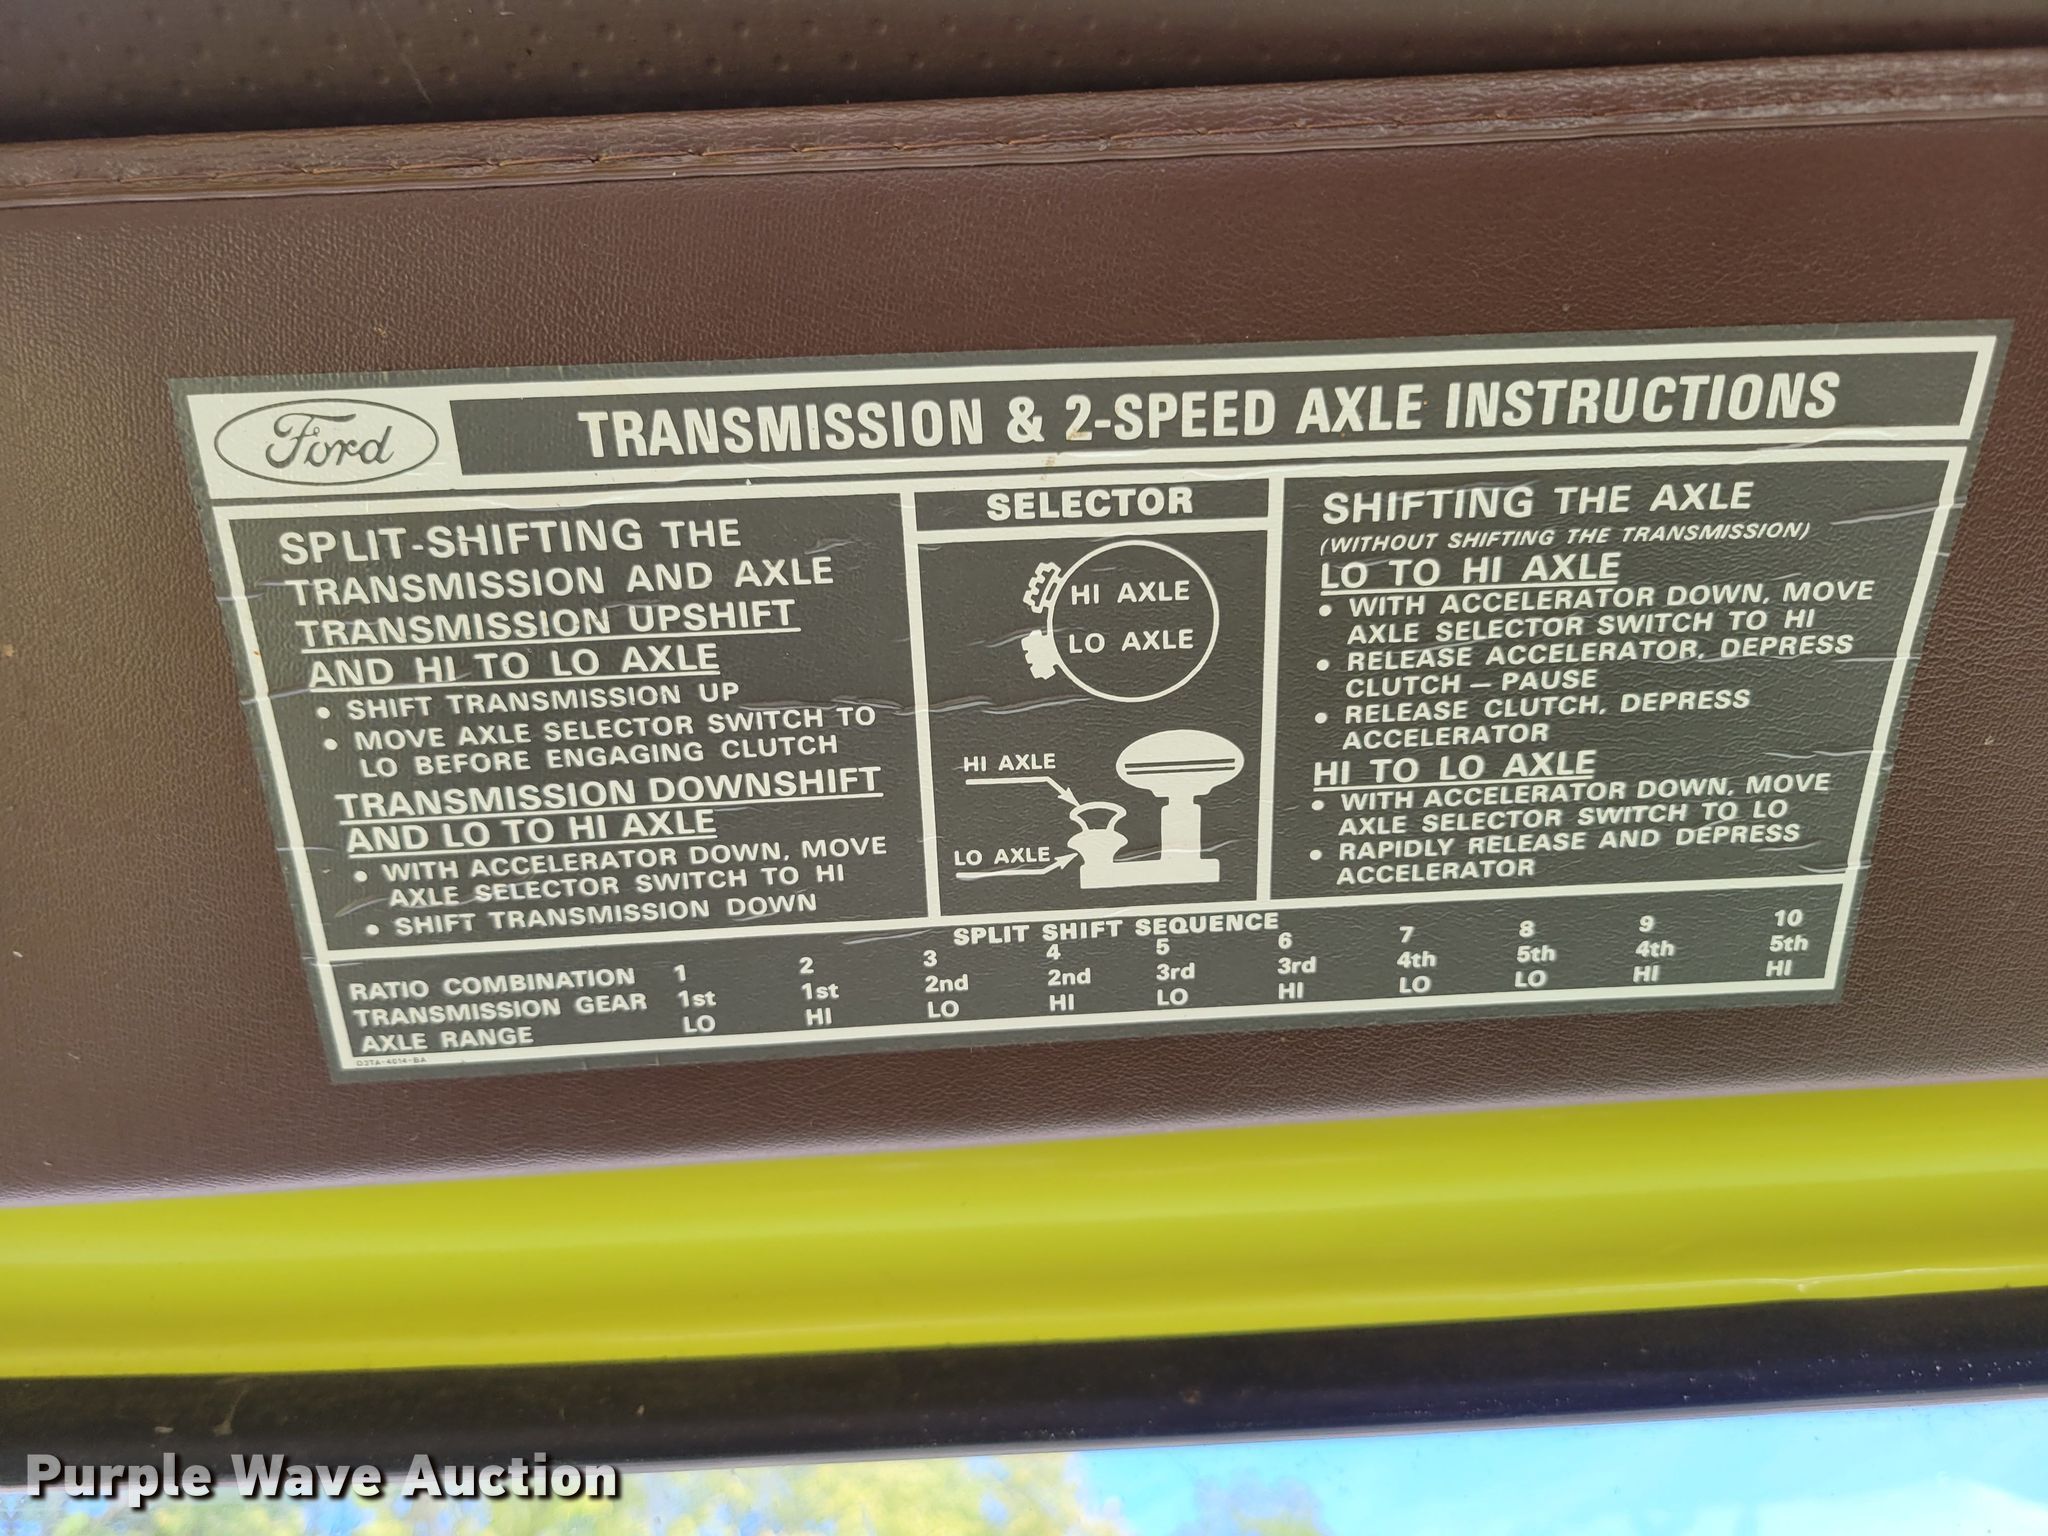 Ford
TRANSMISSION & 2-SPEED AXLE INSTRUCTIONS
SPLIT-SHIFTING THE
TRANSMISSION AND AXLE
TRANSMISSION UPSHIFT
AND HI TO LO AXLE
• SHIFT TRANSMISSION UP
• MOVE AXLE SELECTOR SWITCH TO
LO BEFORE ENGAGING CLUTCH
TRANSMISSION DOWNSHIFT
AND LO TO HI AXLE
• WITH ACCELERATOR DOWN, MOVE
AXLE SELECTOR SWITCH TO HI
• SHIFT TRANSMISSION DOWN
SELECTOR
HI AXLE
LO AXLE
HI AXLE
LO AXLE
SHIFTING THE AXLE
(WITHOUT SHIFTING THE TRANSMISSION)
LO TO HI AXLE
• WITH ACCELERATOR DOWN, MOVE
AXLE SELECTOR SWITCH TO HI
• RELEASE ACCELERATOR, DEPRESS
CLUTCH – PAUSE
• RELEASE CLUTCH, DEPRESS
ACCELERATOR
HI TO LO AXLE
• WITH ACCELERATOR DOWN, MOVE
AXLE SELECTOR SWITCH TO LO
• RAPIDLY RELEASE AND DEPRESS
ACCELERATOR
SPLIT SHIFT SEQUENCE
RATIO COMBINATION 1 2 3 4 5 6 7 8 9 10
TRANSMISSION GEAR 1st 1st 2nd 2nd 3rd 3rd 4th 5th 4th 5th
AXLE RANGE LO HI LO HI LO HI LO LO HI HI
D3TA-4014-BA
Purple Wave Auction